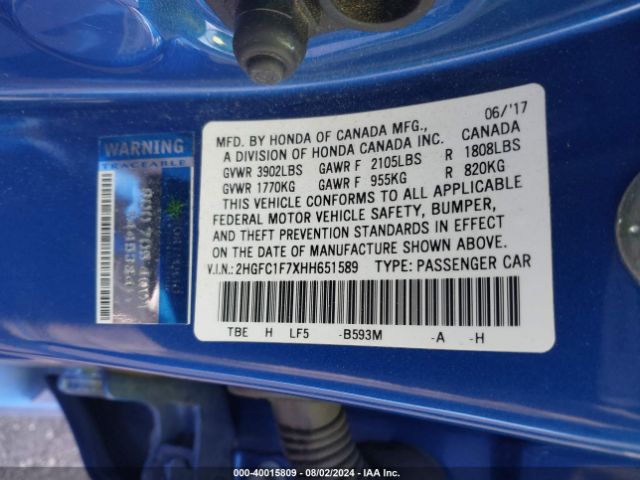 06/'17
MFD. BY HONDA OF CANADA MFG., CANADA
A DIVISION OF HONDA CANADA INC.
GVWR 3902LBS GAWR F 2105LBS R 1808LBS
GVWR 1770KG GAWR F 955KG R 820KG
THIS VEHICLE CONFORMS TO ALL APPLICABLE
FEDERAL MOTOR VEHICLE SAFETY, BUMPER,
AND THEFT PREVENTION STANDARDS IN EFFECT
ON THE DATE OF MANUFACTURE SHOWN ABOVE.
V.I.N.: 2HGFC1F7XHH651589 TYPE: PASSENGER CAR
TBE H LF5 -B593M -A -H
WARNING
TRACEABLE
000-40015809 - 08/02/2024 - IAA Inc.